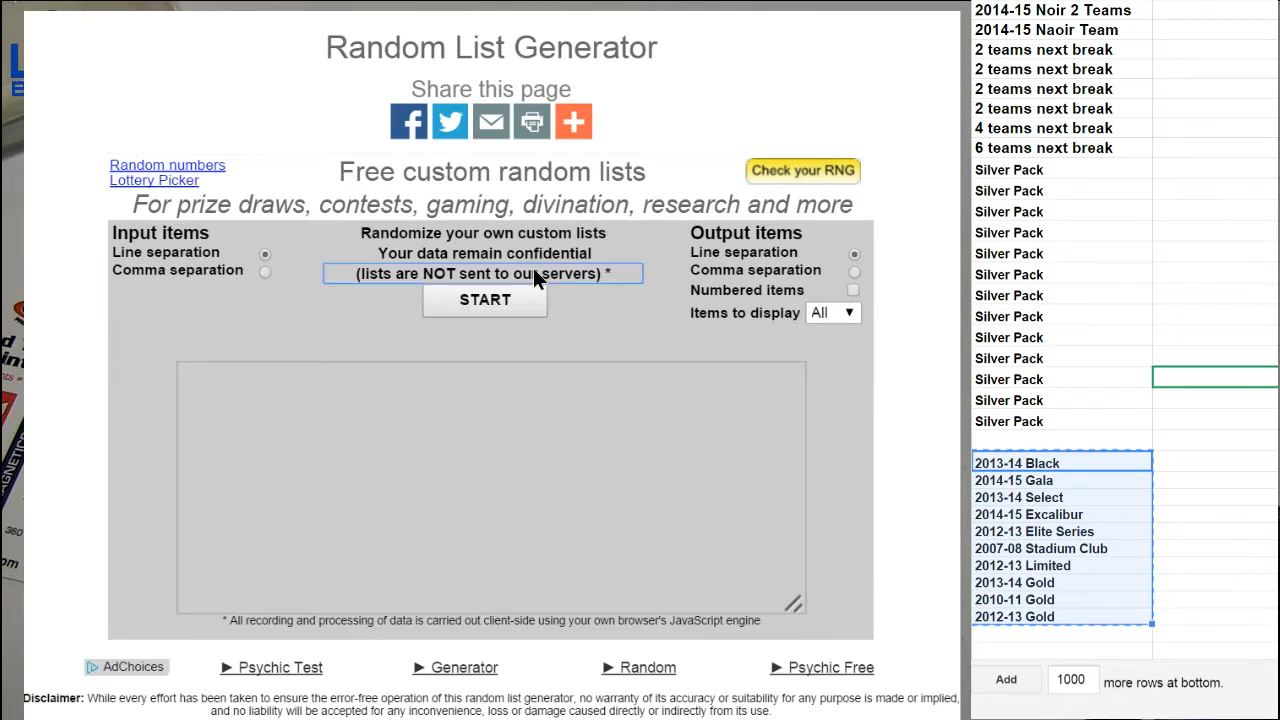 Random List Generator
Share this page
Random numbers
Lottery Picker
Free custom random lists
Check your RNG
For prize draws, contests, gaming, divination, research and more
Input items
Line separation
Comma separation
Randomize your own custom lists
Your data remain confidential
(lists are NOT sent to our servers) *
START
Output items
Line separation
Comma separation
Numbered items
Items to display All
* All recording and processing of data is carried out client-side using your own browser's JavaScript engine
AdChoices
► Psychic Test
► Generator
► Random
► Psychic Free
Disclaimer: While every effort has been taken to ensure the error-free operation of this random list generator, no warranty of its accuracy or suitability for any purpose is made or implied,
and no liability will be accepted for any inconvenience, loss or damage caused directly or indirectly from its use.
2014-15 Noir 2 Teams
2014-15 Naoir Team
2 teams next break
2 teams next break
2 teams next break
2 teams next break
4 teams next break
6 teams next break
Silver Pack
Silver Pack
Silver Pack
Silver Pack
Silver Pack
Silver Pack
Silver Pack
Silver Pack
Silver Pack
Silver Pack
Silver Pack
Silver Pack
Silver Pack
2013-14 Black
2014-15 Gala
2013-14 Select
2014-15 Excalibur
2012-13 Elite Series
2007-08 Stadium Club
2012-13 Limited
2013-14 Gold
2010-11 Gold
2012-13 Gold
Add 1000 more rows at bottom.